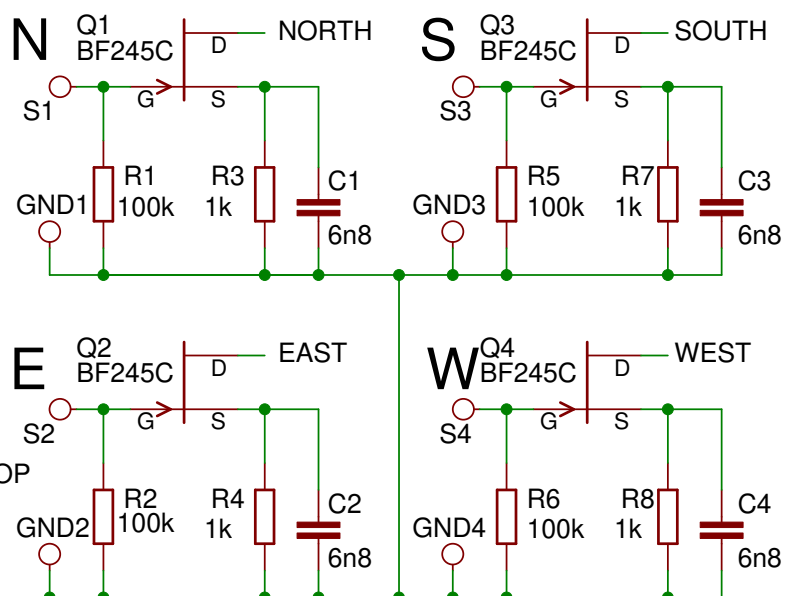 N
Q1
BF245C
D
NORTH
S1
G
S
R1
100k
R3
1k
C1
6n8
GND1
S
Q3
BF245C
D
SOUTH
S3
G
S
R5
100k
R7
1k
C3
6n8
GND3
E
Q2
BF245C
D
EAST
S2
G
S
OP
R2
100k
R4
1k
C2
6n8
GND2
W
Q4
BF245C
D
WEST
S4
G
S
R6
100k
R8
1k
C4
6n8
GND4